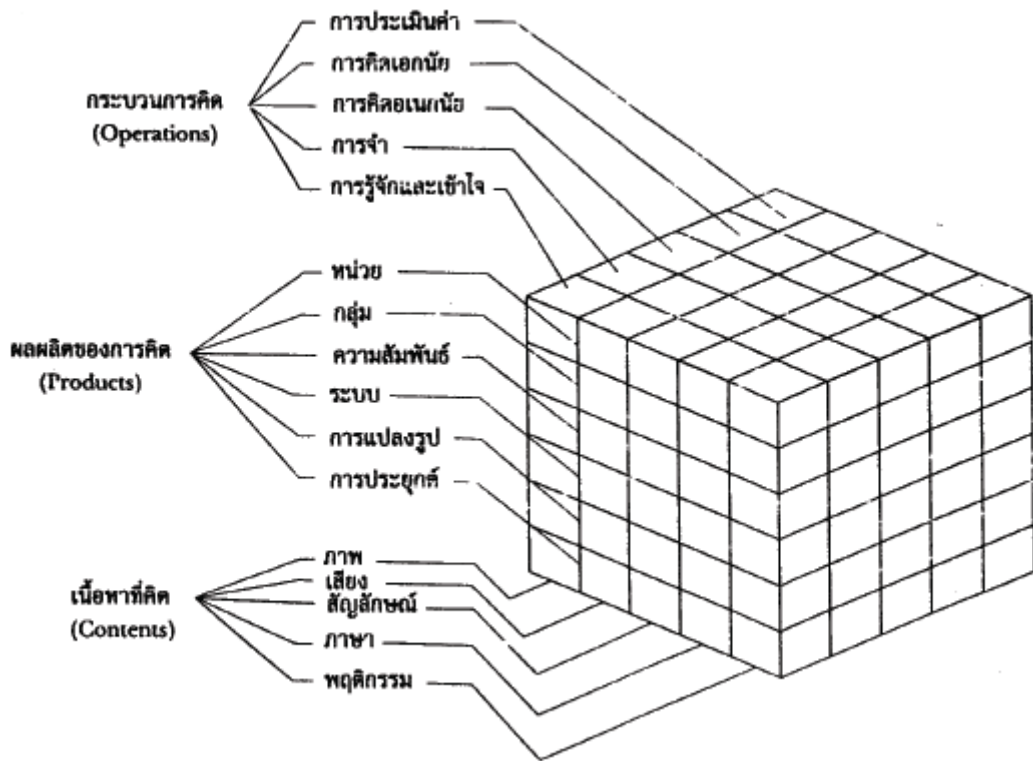 กระบวนการคิด
(Operations)
การประเมินค่า
การคิดเอกนัย
การคิดอเนกนัย
การจำ
การรู้จักและเข้าใจ
ผลผลิตของการคิด
(Products)
หน่วย
กลุ่ม
ความสัมพันธ์
ระบบ
การแปลงรูป
การประยุกต์
เนื้อหาที่คิด
(Contents)
ภาพ
เสียง
สัญลักษณ์
ภาษา
พฤติกรรม